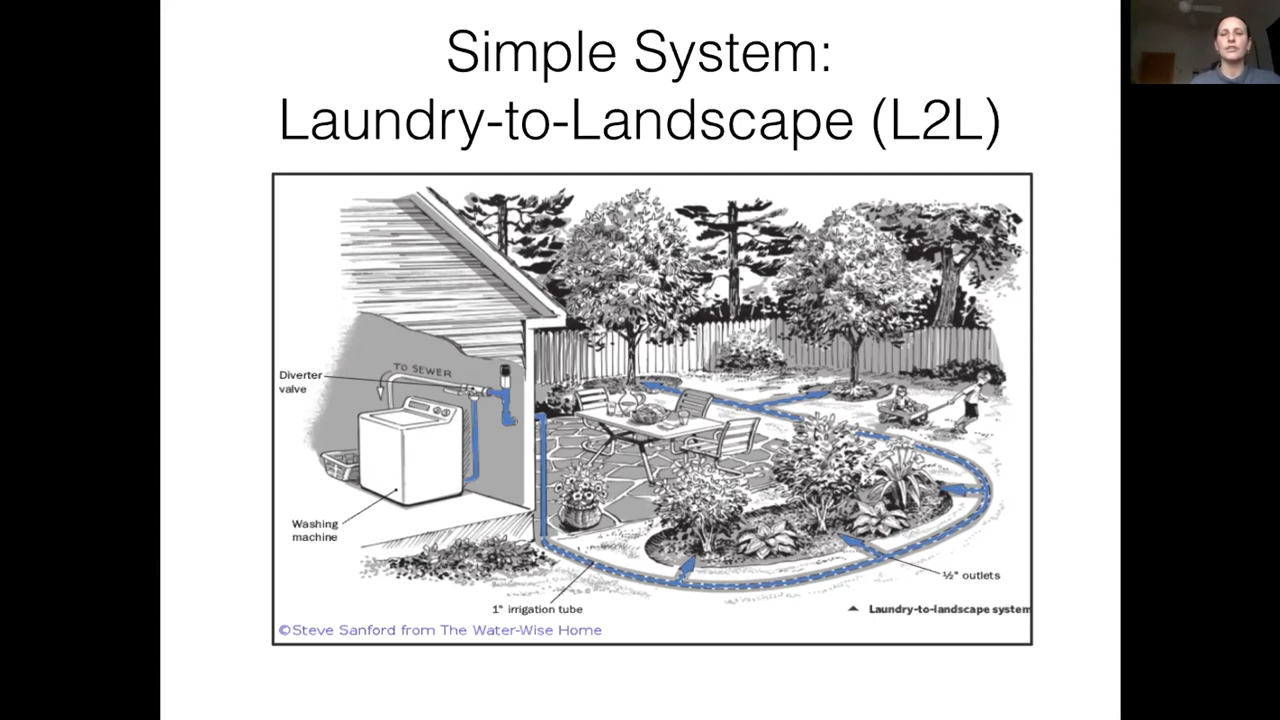 Simple System:
Laundry-to-Landscape (L2L)
TO SEWER
Diverter
valve
Washing
machine
½" outlets
1" irrigation tube
Laundry-to-landscape system
©Steve Sanford from The Water-Wise Home